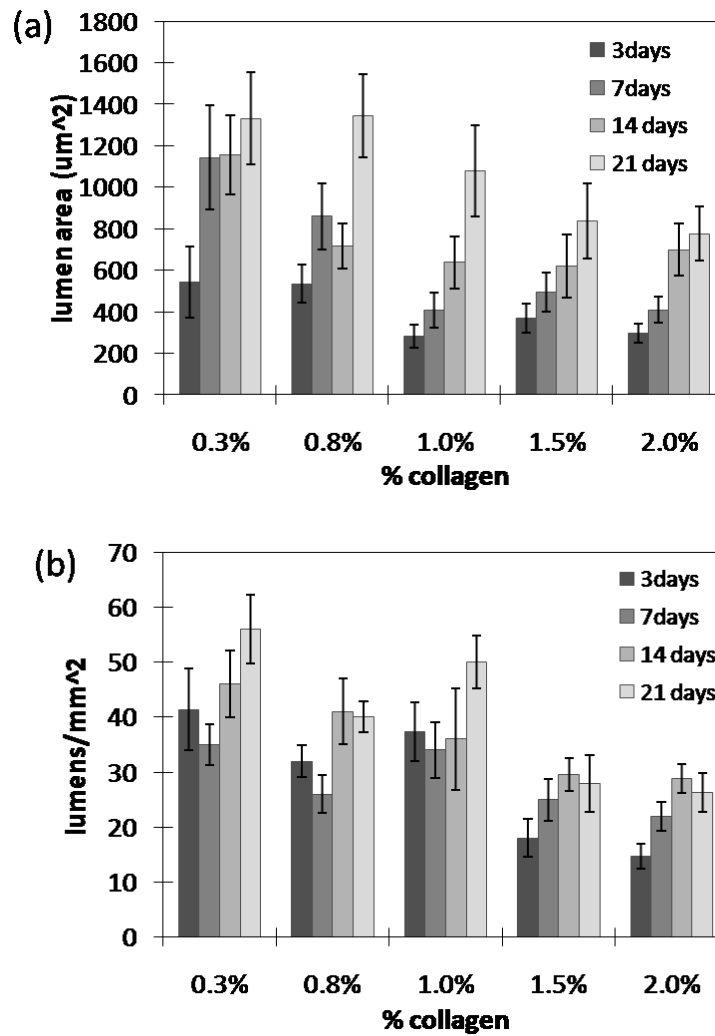 (a)
1800
1600
1400
1200
1000
800
600
400
200
0
lumen area (um^2)
3days
7days
14 days
21 days
0.3% 0.8% 1.0% 1.5% 2.0%
% collagen
(b)
70
60
50
40
30
20
10
0
lumens/mm^2
3days
7days
14 days
21 days
0.3% 0.8% 1.0% 1.5% 2.0%
% collagen